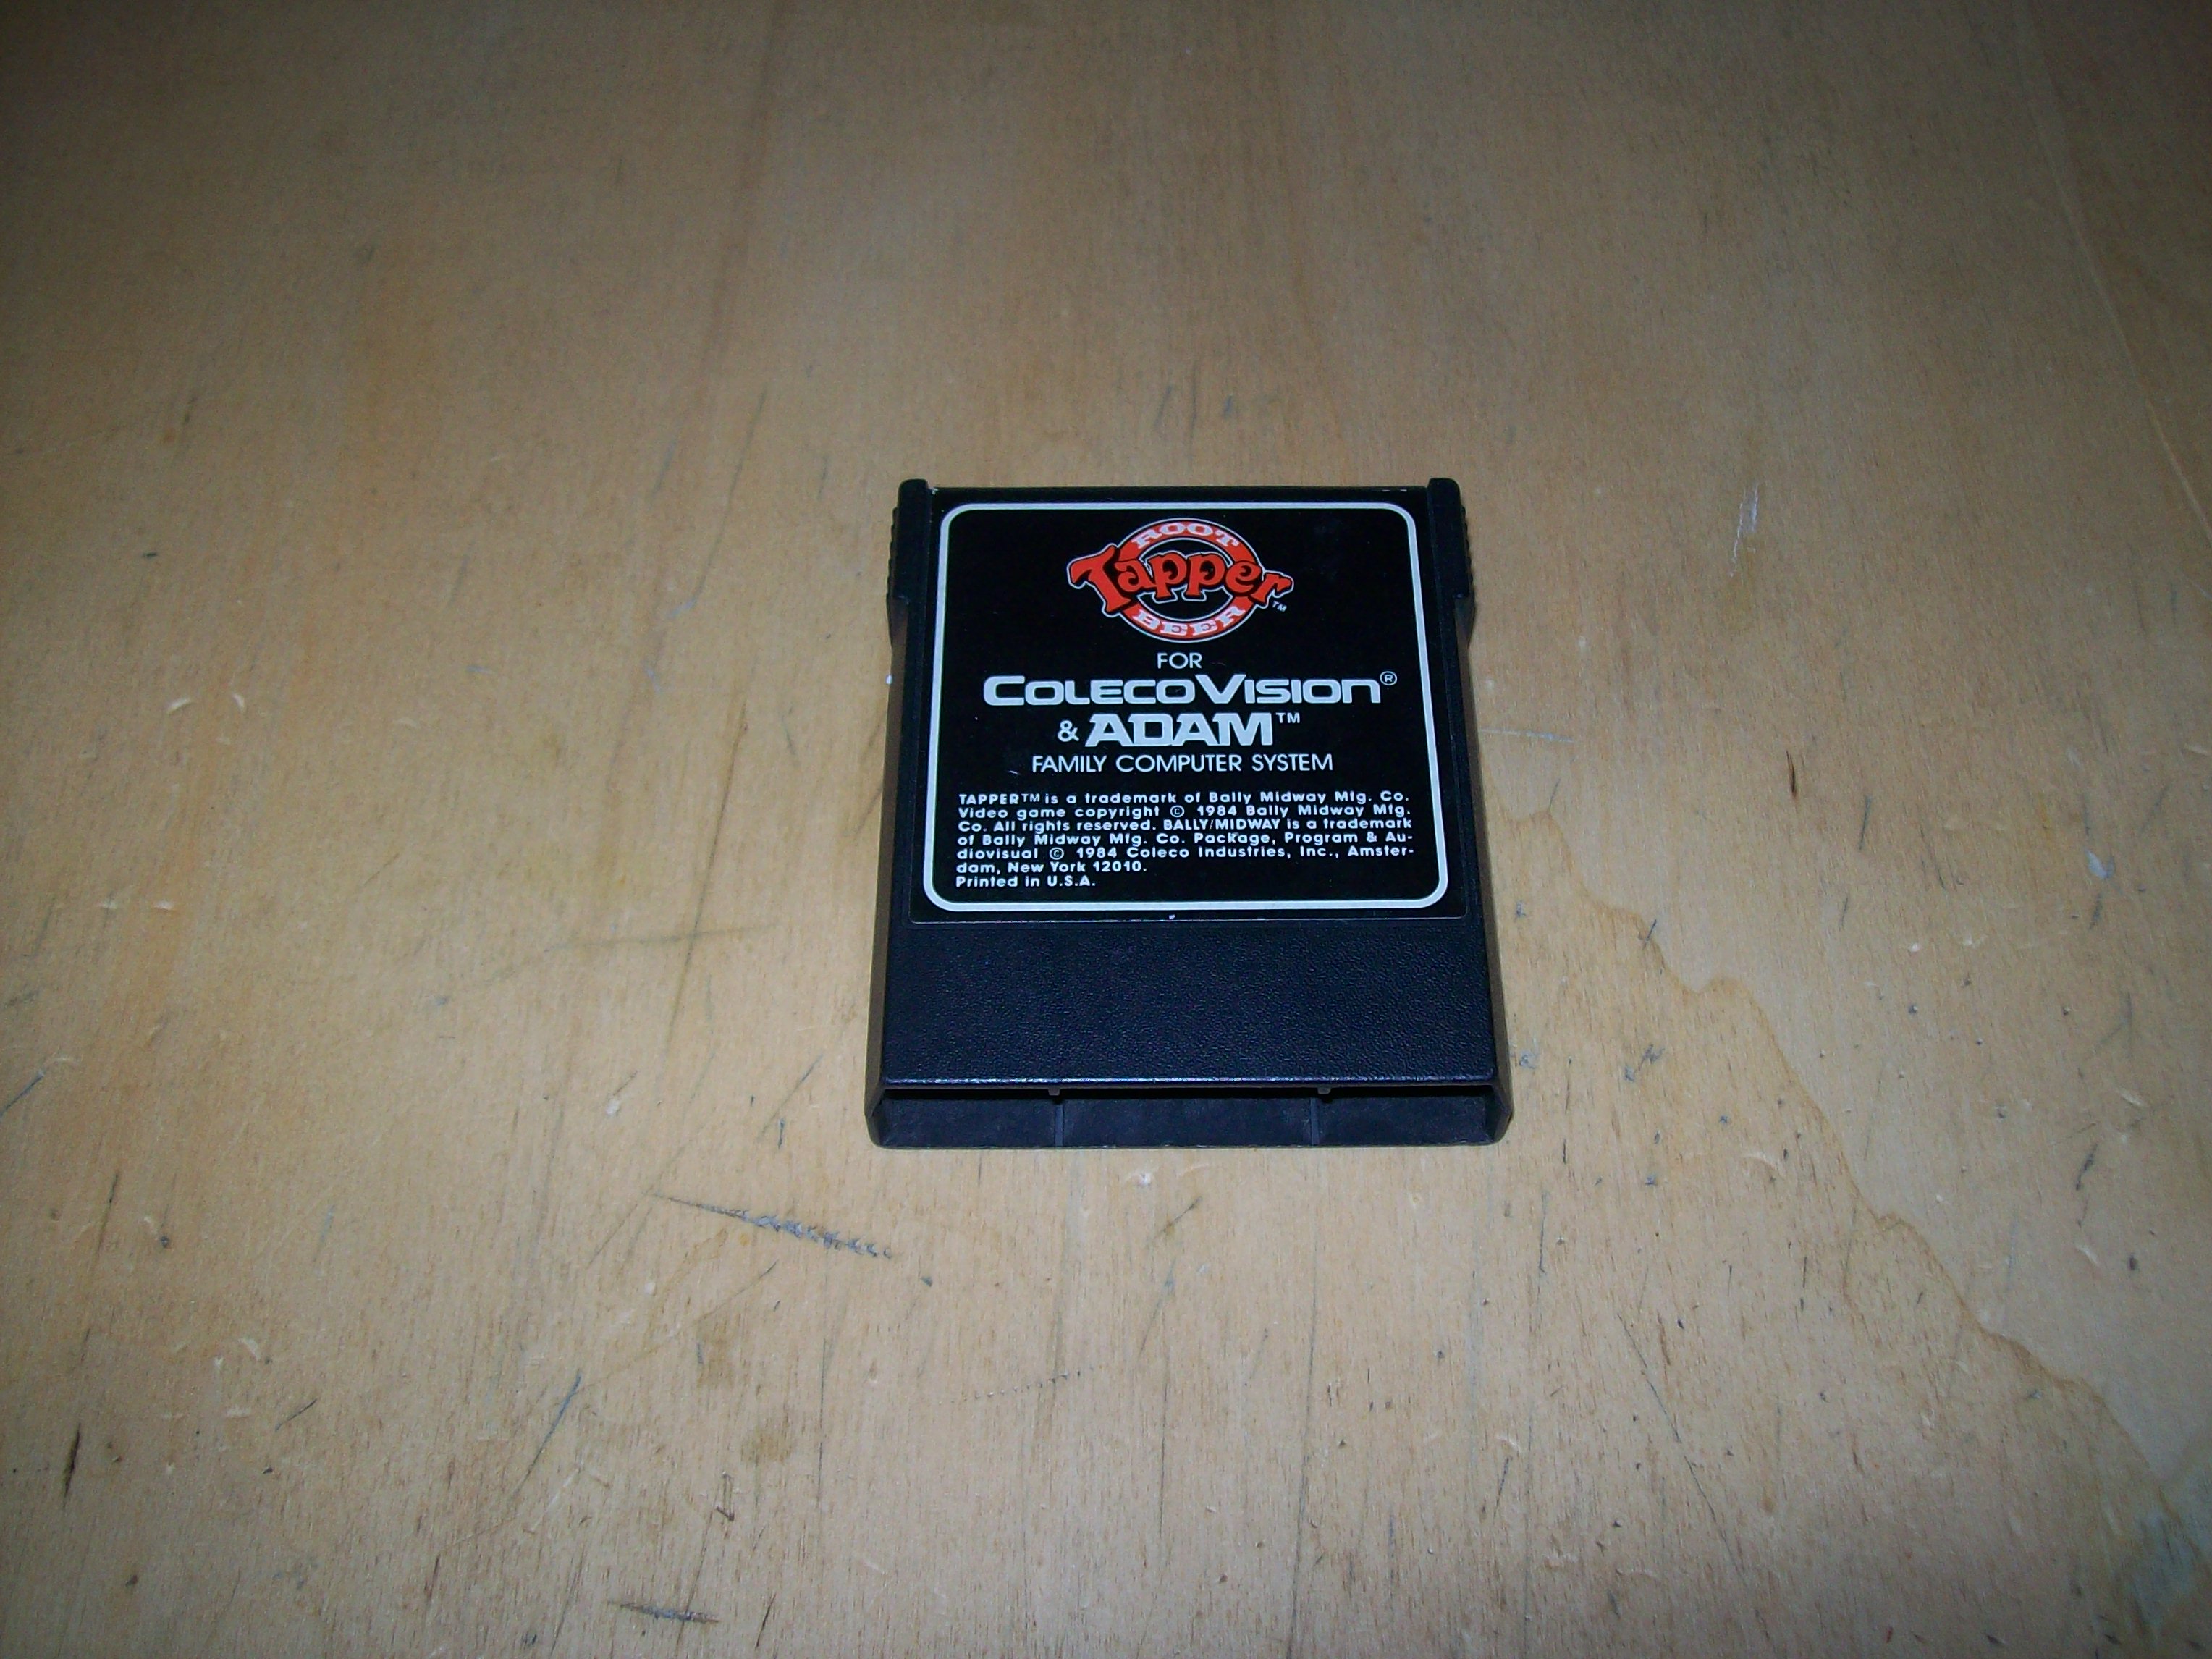 ROOT
Tapper™
BEER
FOR
COLECOVISION®
& ADAM™
FAMILY COMPUTER SYSTEM
TAPPER™ is a trademark of Bally Midway Mfg. Co.
Video game copyright © 1984 Bally Midway Mfg.
Co. All rights reserved. BALLY/MIDWAY is a trademark
of Bally Midway Mfg. Co. Package, Program & Au-
diovisual © 1984 Coleco Industries, Inc., Amster-
dam, New York 12010.
Printed in U.S.A.